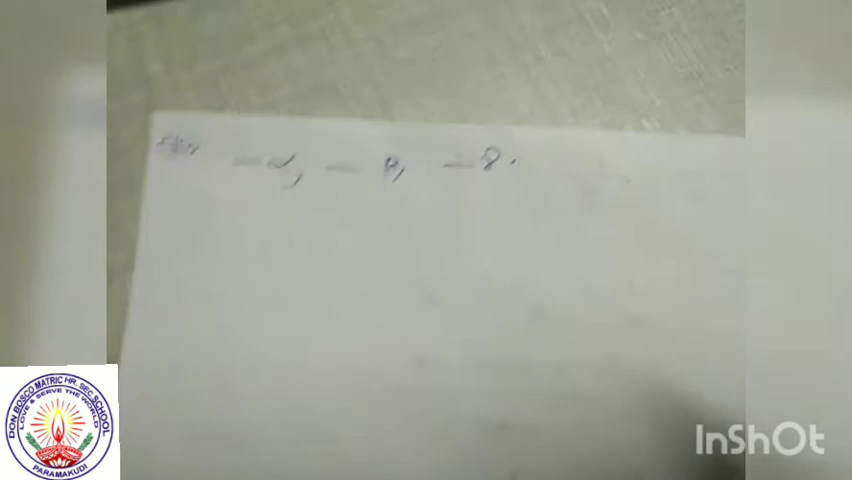 -α, - β, - γ.
DON BOSCO MATRIC HR. SEC. SCHOOL
LOVE & SERVE THE WORLD
PARAMAKUDI
InShOt